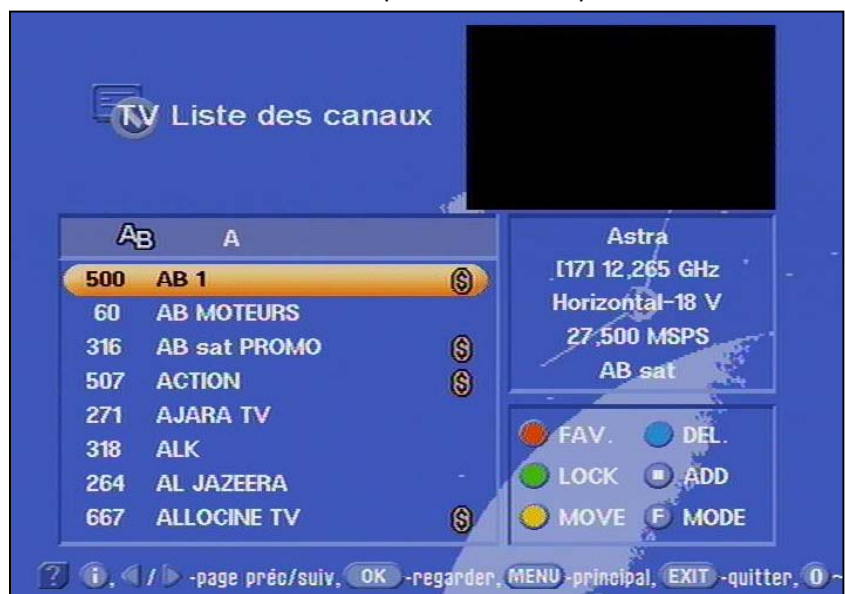 TV Liste des canaux
AB A
500 AB 1 $
60 AB MOTEURS
316 AB sat PROMO $
507 ACTION $
271 AJARA TV
318 ALK
264 AL JAZEERA
667 ALLOCINE TV $
Astra
[17] 12,265 GHz
Horizontal-18 V
27,500 MSPS
AB sat
FAV. DEL.
LOCK ADD
MOVE F MODE
? i, / -page préc/suiv, OK -regarder, MENU -principal, EXIT -quitter, 0 ~